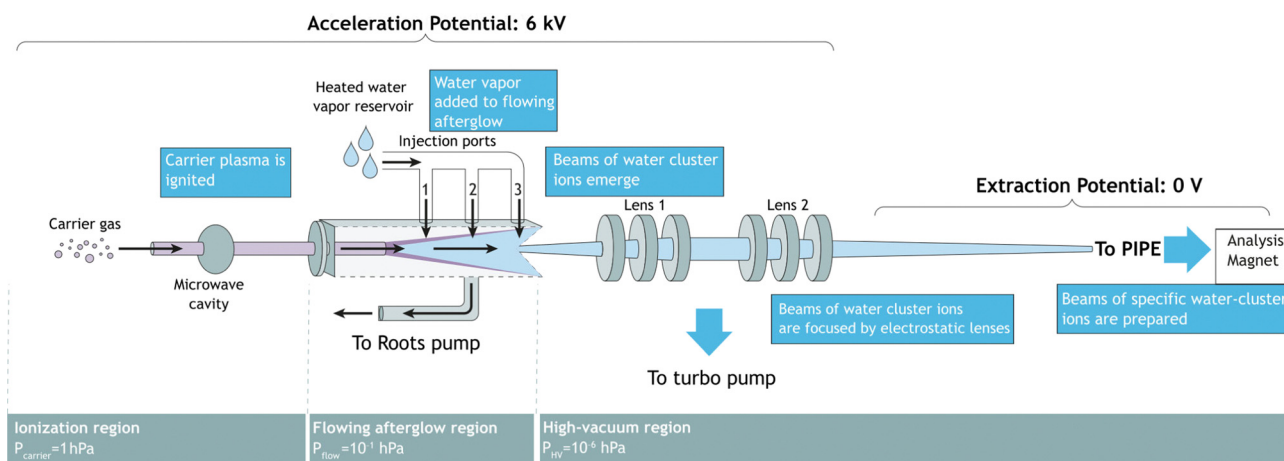 Acceleration Potential: 6 kV
Heated water
vapor reservoir
Water vapor
added to flowing
afterglow
Injection ports
Carrier plasma is
ignited
Beams of water cluster
ions emerge
Extraction Potential: 0 V
1
2
3
Lens 1
Lens 2
Carrier gas
Microwave
cavity
To PIPE
Analysis
Magnet
To Roots pump
Beams of water cluster ions
are focused by electrostatic lenses
Beams of specific water-cluster
ions are prepared
To turbo pump
Ionization region
Pcarrier=1hPa
Flowing afterglow region
Pflow=10⁻¹ hPa
High-vacuum region
PHV=10⁻⁶ hPa